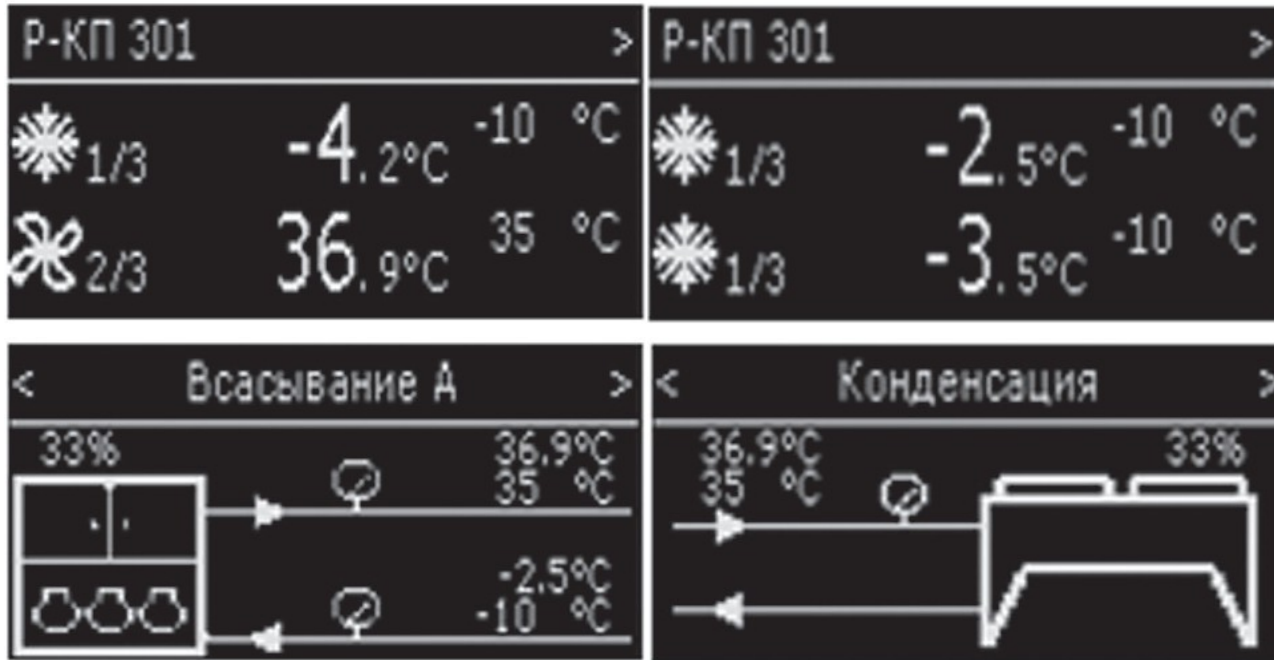 Р-КП 301 >
1/3 -4.2°C -10 °C
2/3 36.9°C 35 °C
Р-КП 301 >
1/3 -2.5°C -10 °C
1/3 -3.5°C -10 °C
< Всасывание А >
33% 36.9°C
35 °C
-2.5°C
-10 °C
< Конденсация >
36.9°C 33%
35 °C